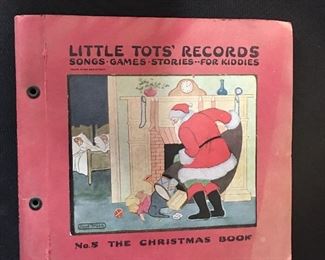 LITTLE TOTS' RECORDS
SONGS·GAMES·STORIES··FOR KIDDIES
No.5 THE CHRISTMAS BOOK